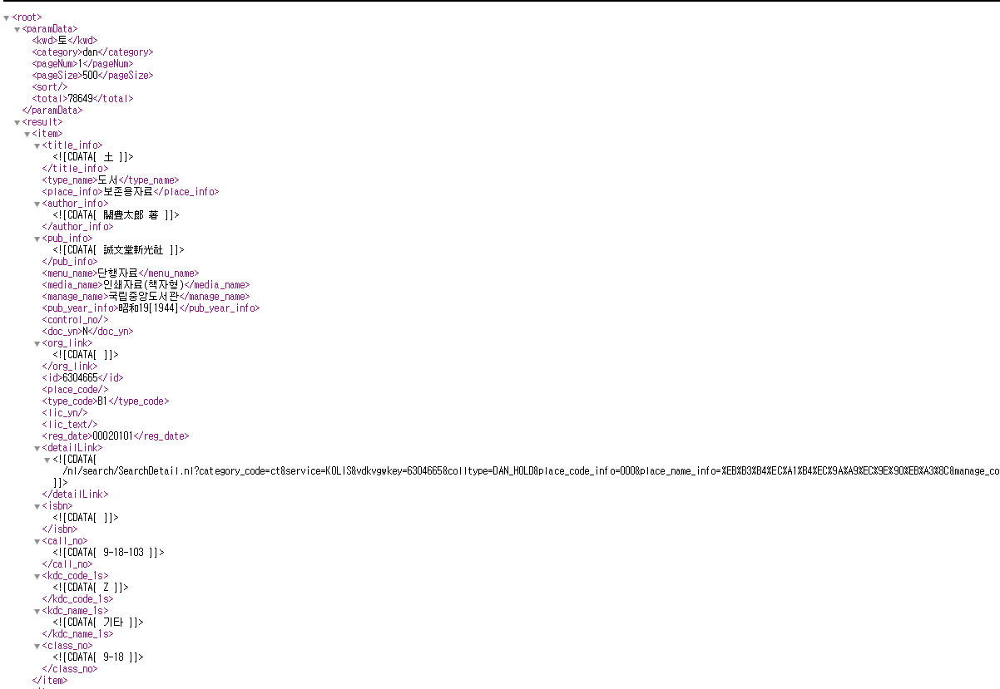 <root>
<paramData>
<kwd>토</kwd>
<category>dan</category>
<pageNum>1</pageNum>
<pageSize>500</pageSize>
<sort/>
<total>78649</total>
</paramData>
<result>
<item>
<title_info>
<![CDATA[ 土 ]]>
</title_info>
<type_name>도서</type_name>
<place_info>보존용자료</place_info>
<author_info>
<![CDATA[ 關豊太郞 著 ]]>
</author_info>
<pub_info>
<![CDATA[ 誠文堂新光社 ]]>
</pub_info>
<menu_name>단행자료</menu_name>
<media_name>인쇄자료(책자형)</media_name>
<manage_name>국립중앙도서관</manage_name>
<pub_year_info>昭和19[1944]</pub_year_info>
<control_no/>
<doc_yn>N</doc_yn>
<org_link>
<![CDATA[ ]]>
</org_link>
<id>6304665</id>
<place_code/>
<type_code>B1</type_code>
<lic_yn/>
<lic_text/>
<reg_date>00020101</reg_date>
<detailLink>
<![CDATA[
/nl/search/SearchDetail.nl?category_code=ct&service=KOLIS&vdkvgwkey=6304665&colltype=DAN_HOLD&place_code_info=000&place_name_info=%EB%B3%B4%EC%A1%B4%EC%9A%A9%EC%9E%90%EB%A3%8C&manage_co
]]>
</detailLink>
<isbn>
<![CDATA[ ]]>
</isbn>
<call_no>
<![CDATA[ 9-18-103 ]]>
</call_no>
<kdc_code_1s>
<![CDATA[ Z ]]>
</kdc_code_1s>
<kdc_name_1s>
<![CDATA[ 기타 ]]>
</kdc_name_1s>
<class_no>
<![CDATA[ 9-18 ]]>
</class_no>
</item>